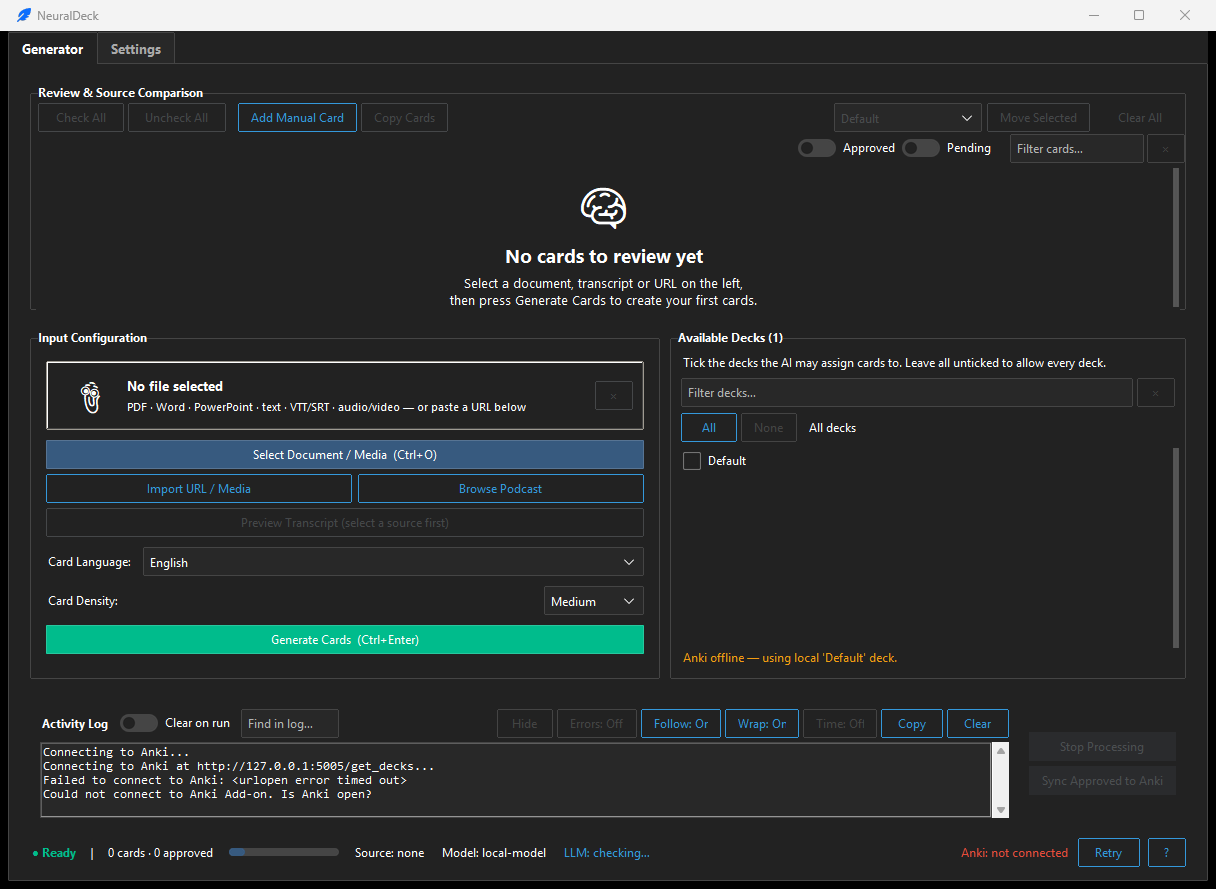 NeuralDeck
Generator Settings
Review & Source Comparison
Check All Uncheck All Add Manual Card Copy Cards Default Move Selected Clear All
Approved Pending Filter cards... ×
No cards to review yet
Select a document, transcript or URL on the left,
then press Generate Cards to create your first cards.
Input Configuration
No file selected
PDF · Word · PowerPoint · text · VTT/SRT · audio/video — or paste a URL below
×
Select Document / Media (Ctrl+O)
Import URL / Media Browse Podcast
Preview Transcript (select a source first)
Card Language: English
Card Density: Medium
Generate Cards (Ctrl+Enter)
Available Decks (1)
Tick the decks the AI may assign cards to. Leave all unticked to allow every deck.
Filter decks... ×
All None All decks
Default
Anki offline — using local 'Default' deck.
Activity Log Clear on run Find in log... Hide Errors: Off Follow: Or Wrap: Or Time: Off Copy Clear
Connecting to Anki...
Connecting to Anki at http://127.0.0.1:5005/get_decks...
Failed to connect to Anki: <urlopen error timed out>
Could not connect to Anki Add-on. Is Anki open?
Stop Processing
Sync Approved to Anki
● Ready | 0 cards · 0 approved Source: none Model: local-model LLM: checking... Anki: not connected Retry ?